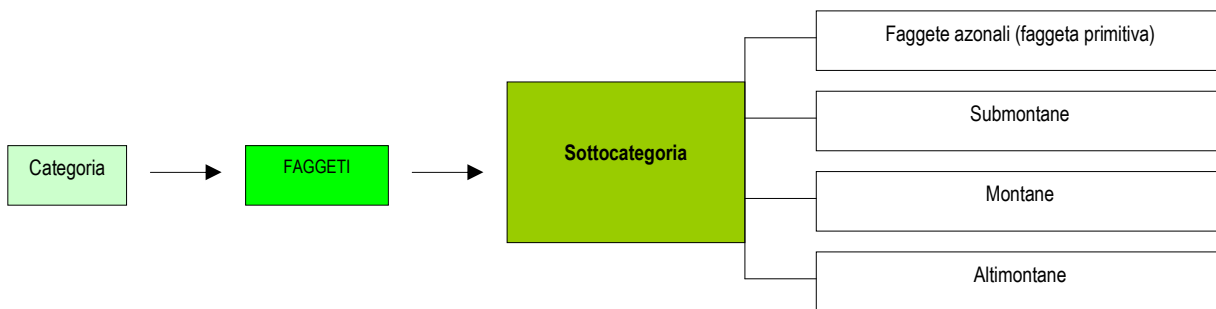 Categoria
FAGGETI
Sottocategoria
Faggete azonali (faggeta primitiva)
Submontane
Montane
Altimontane